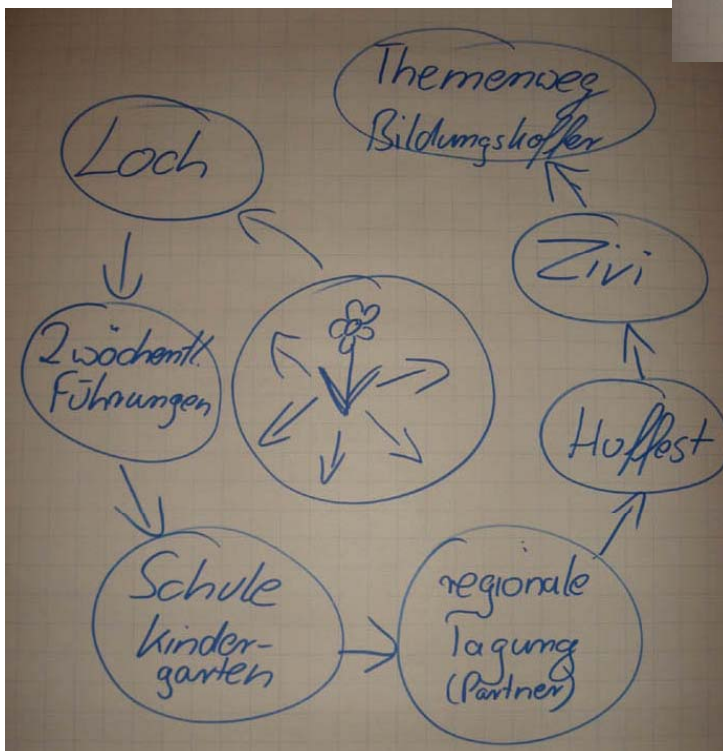 Loch
2 wöchentl.
Führungen
Schule
Kinder-
garten
regionale
Tagung
(Partner)
Hoffest
Zivi
Themenweg
Bildungskoffer